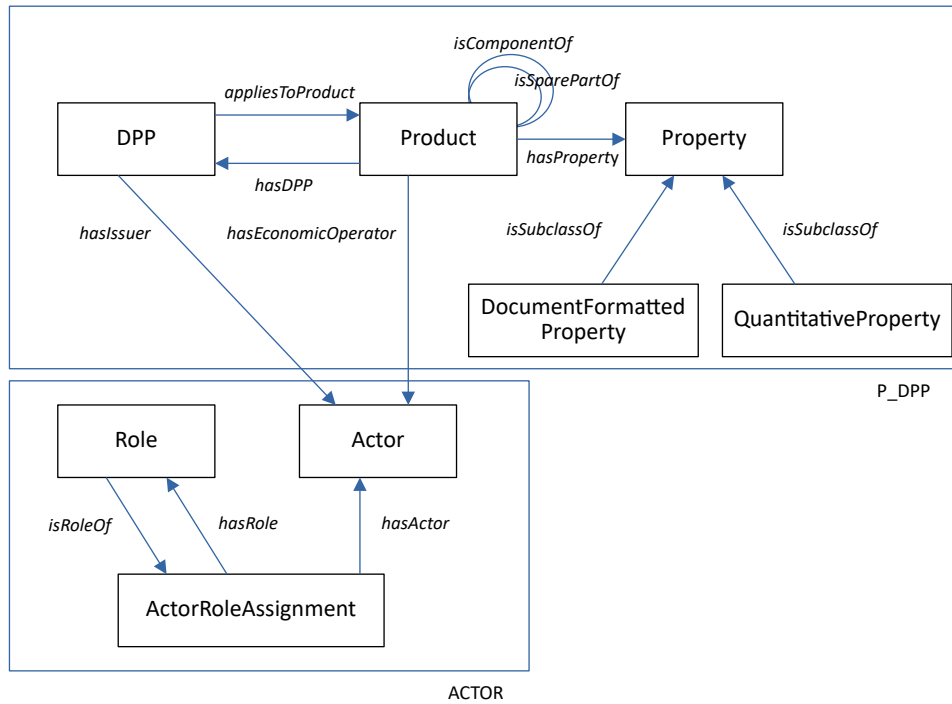 isComponentOf
isSparePartOf
appliesToProduct
DPP
Product
Property
hasProperty
hasDPP
hasIssuer
hasEconomicOperator
isSubclassOf
isSubclassOf
DocumentFormatted
Property
QuantitativeProperty
P_DPP
Role
Actor
isRoleOf
hasRole
hasActor
ActorRoleAssignment
ACTOR